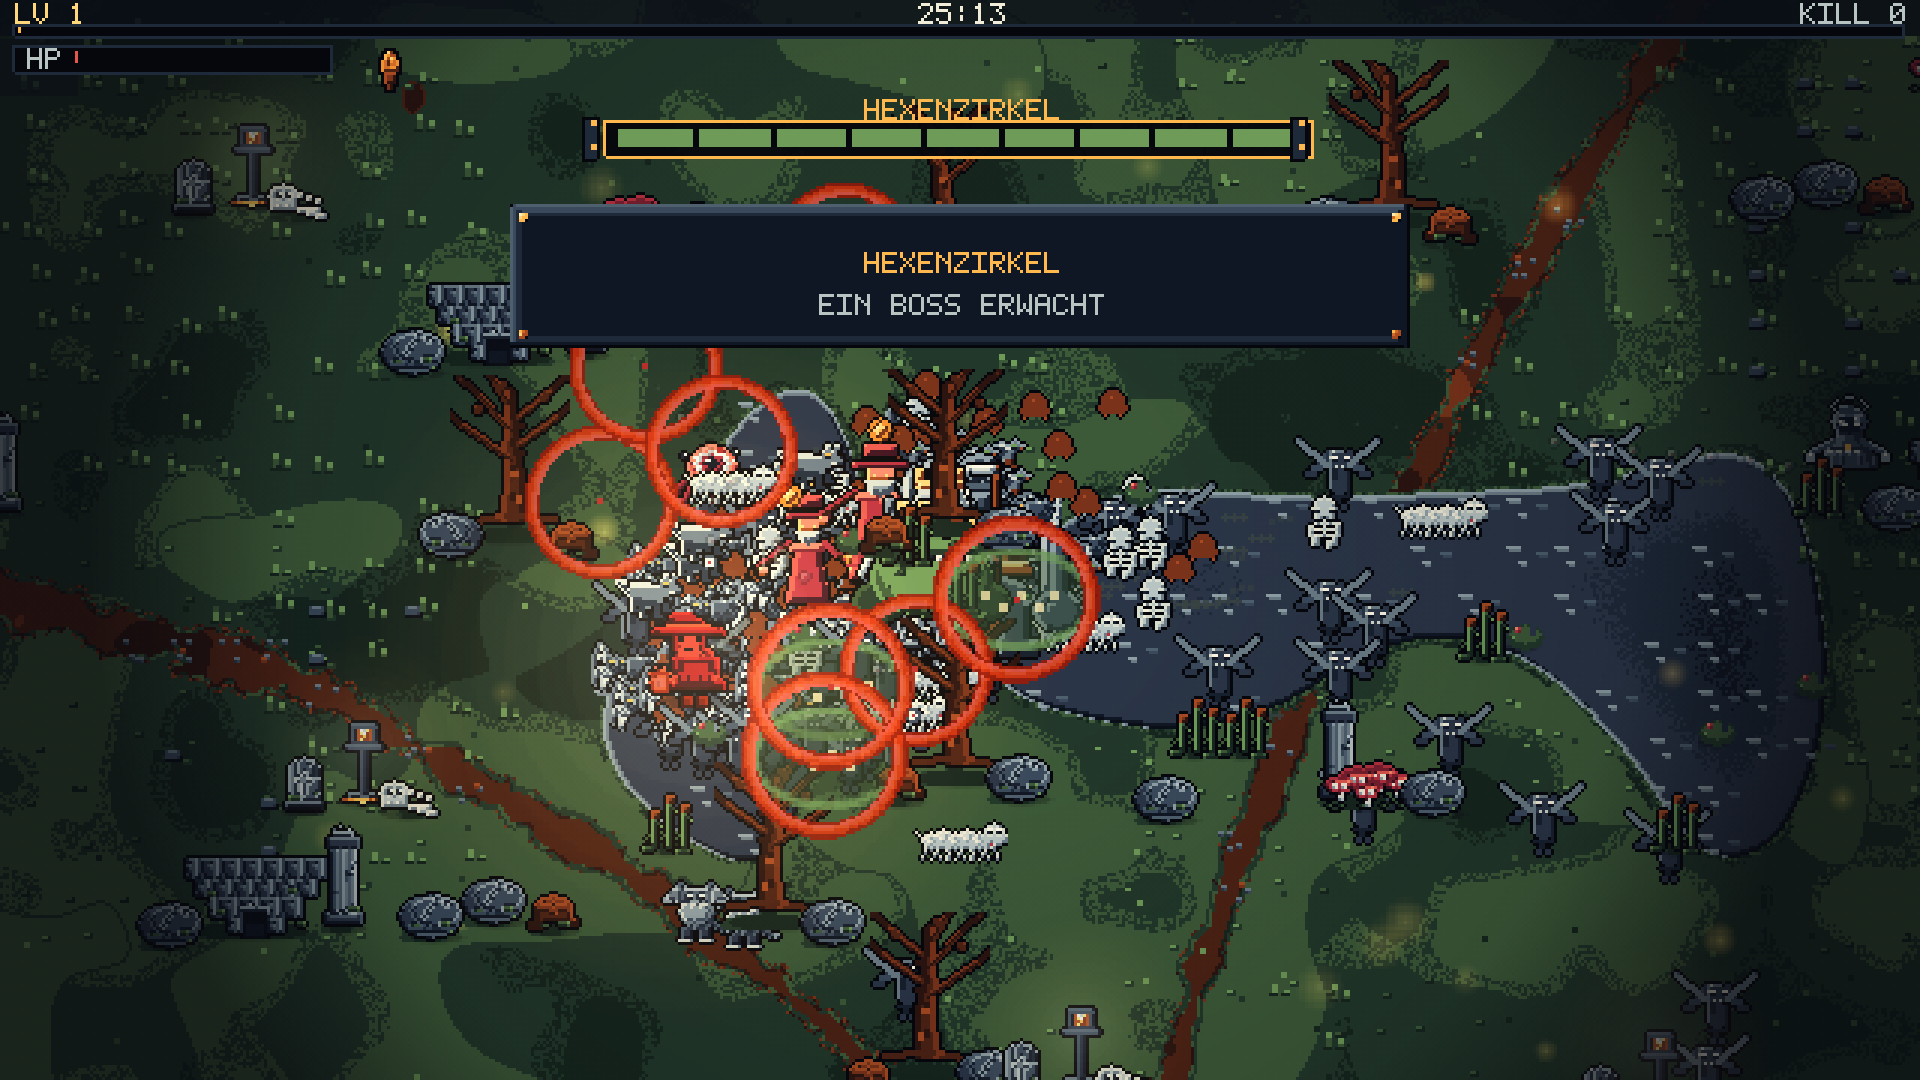 LV 1
25:13
KILL 0
HP
HEXENZIRKEL
HEXENZIRKEL
EIN BOSS ERWACHT